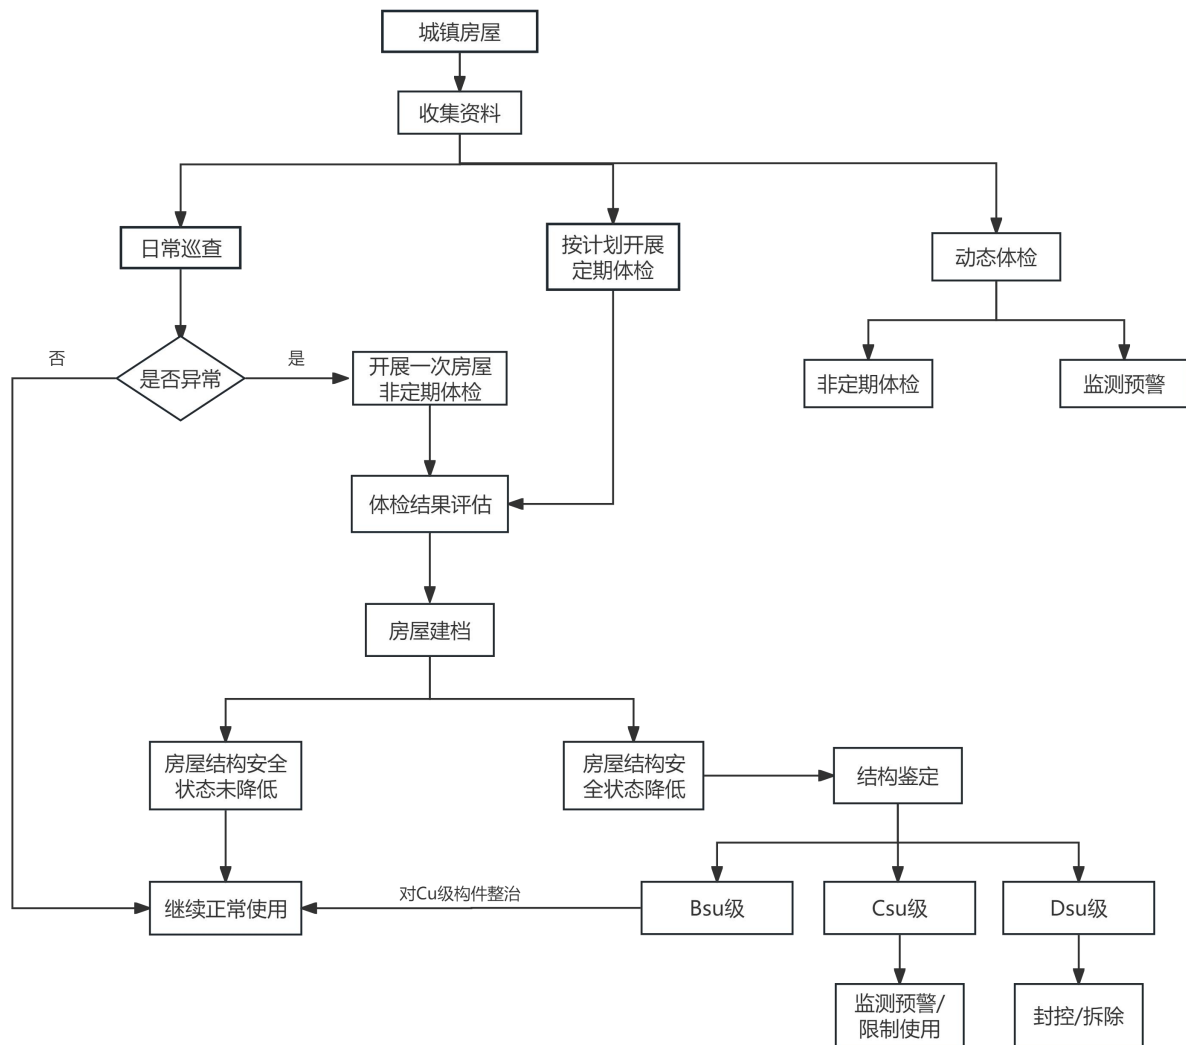 城镇房屋
收集资料
日常巡查
按计划开展
定期体检
动态体检
否
是否异常
是
开展一次房屋
非定期体检
非定期体检
监测预警
体检结果评估
房屋建档
房屋结构安全
状态未降低
房屋结构安
全状态降低
结构鉴定
继续正常使用
对Cu级构件整治
Bsu级
Csu级
Dsu级
监测预警/
限制使用
封控/拆除